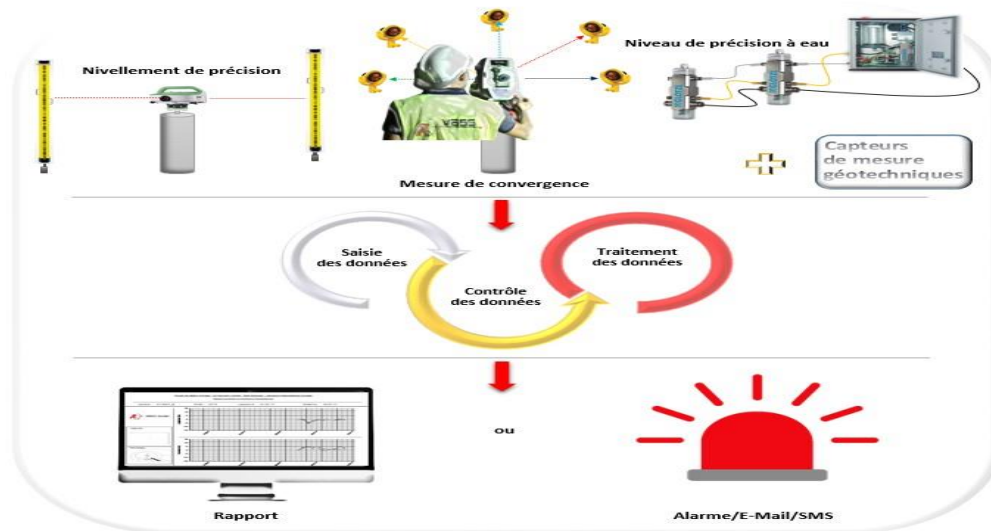 Nivellement de précision
Niveau de précision à eau
Mesure de convergence
Capteurs
de mesure
géotechniques
Saisie
des données
Contrôle
des données
Traitement
des données
ou
Rapport
Alarme/E-Mail/SMS